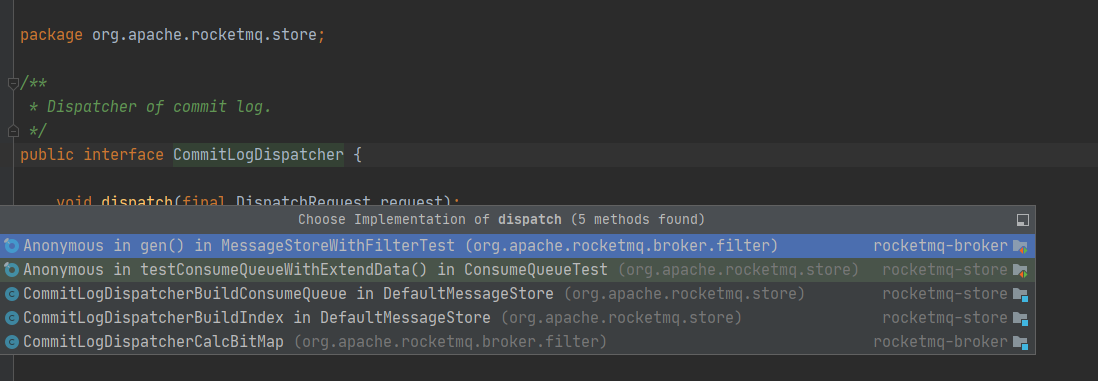 package org.apache.rocketmq.store;
/**
* Dispatcher of commit log.
*/
public interface CommitLogDispatcher {
void dispatch(final DispatchRequest request);
Choose Implementation of dispatch (5 methods found)
Anonymous in gen() in MessageStoreWithFilterTest (org.apache.rocketmq.broker.filter) rocketmq-broker
Anonymous in testConsumeQueueWithExtendData() in ConsumeQueueTest (org.apache.rocketmq.store) rocketmq-store
CommitLogDispatcherBuildConsumeQueue in DefaultMessageStore (org.apache.rocketmq.store) rocketmq-store
CommitLogDispatcherBuildIndex in DefaultMessageStore (org.apache.rocketmq.store) rocketmq-store
CommitLogDispatcherCalcBitMap (org.apache.rocketmq.broker.filter) rocketmq-broker